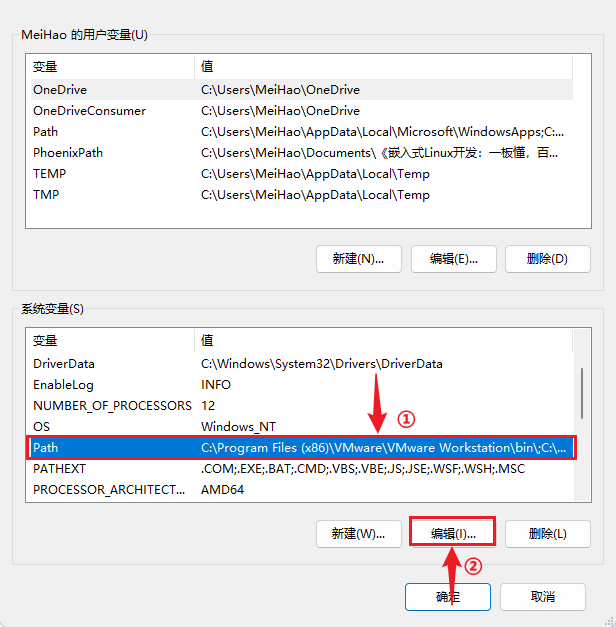 MeiHao 的用户变量(U)
变量 值
OneDrive C:\Users\MeiHao\OneDrive
OneDriveConsumer C:\Users\MeiHao\OneDrive
Path C:\Users\MeiHao\AppData\Local\Microsoft\WindowsApps;C:...
PhoenixPath C:\Users\MeiHao\Documents\《嵌入式Linux开发：一板懂，百...
TEMP C:\Users\MeiHao\AppData\Local\Temp
TMP C:\Users\MeiHao\AppData\Local\Temp
新建(N)... 编辑(E)... 删除(D)
系统变量(S)
变量 值
DriverData C:\Windows\System32\Drivers\DriverData
EnableLog INFO
NUMBER_OF_PROCESSORS 12
①
OS Windows_NT
Path C:\Program Files (x86)\VMware\VMware Workstation\bin\;C:\...
PATHEXT .COM;.EXE;.BAT;.CMD;.VBS;.VBE;.JS;.JSE;.WSF;.WSH;.MSC
PROCESSOR_ARCHITECT... AMD64
新建(W)... 编辑(I)... 删除(L)
②
确定 取消